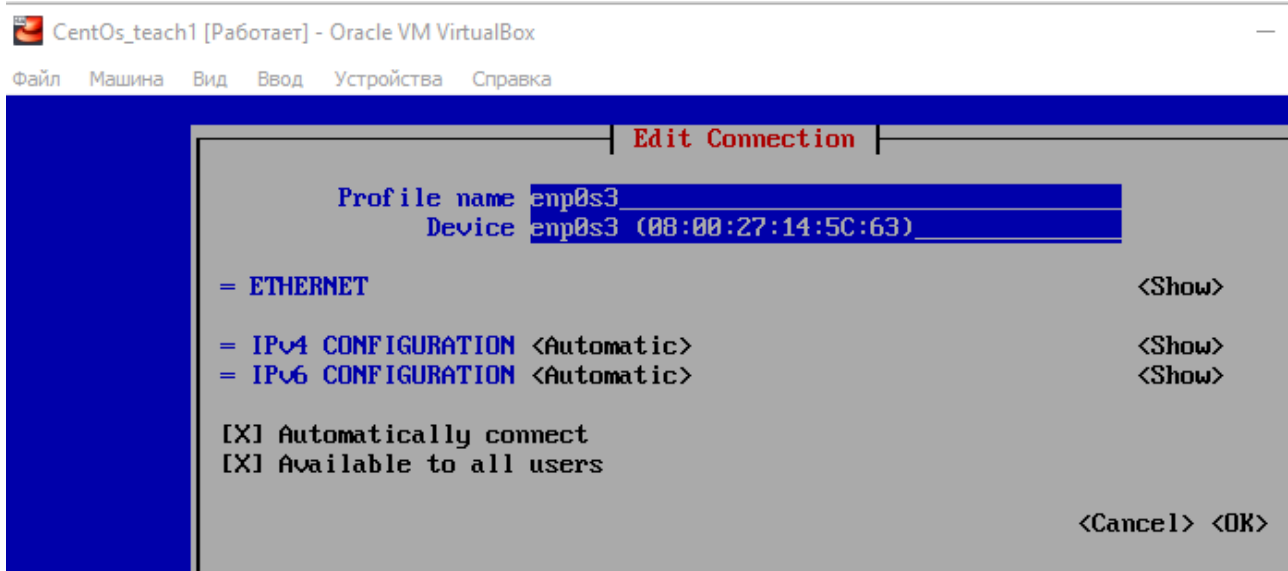 CentOs_teach1 [Работает] - Oracle VM VirtualBox
Файл Машина Вид Ввод Устройства Справка
Edit Connection
Profile name enp0s3
Device enp0s3 (08:00:27:14:5C:63)
= ETHERNET <Show>
= IPv4 CONFIGURATION <Automatic> <Show>
= IPv6 CONFIGURATION <Automatic> <Show>
[X] Automatically connect
[X] Available to all users
<Cancel> <OK>